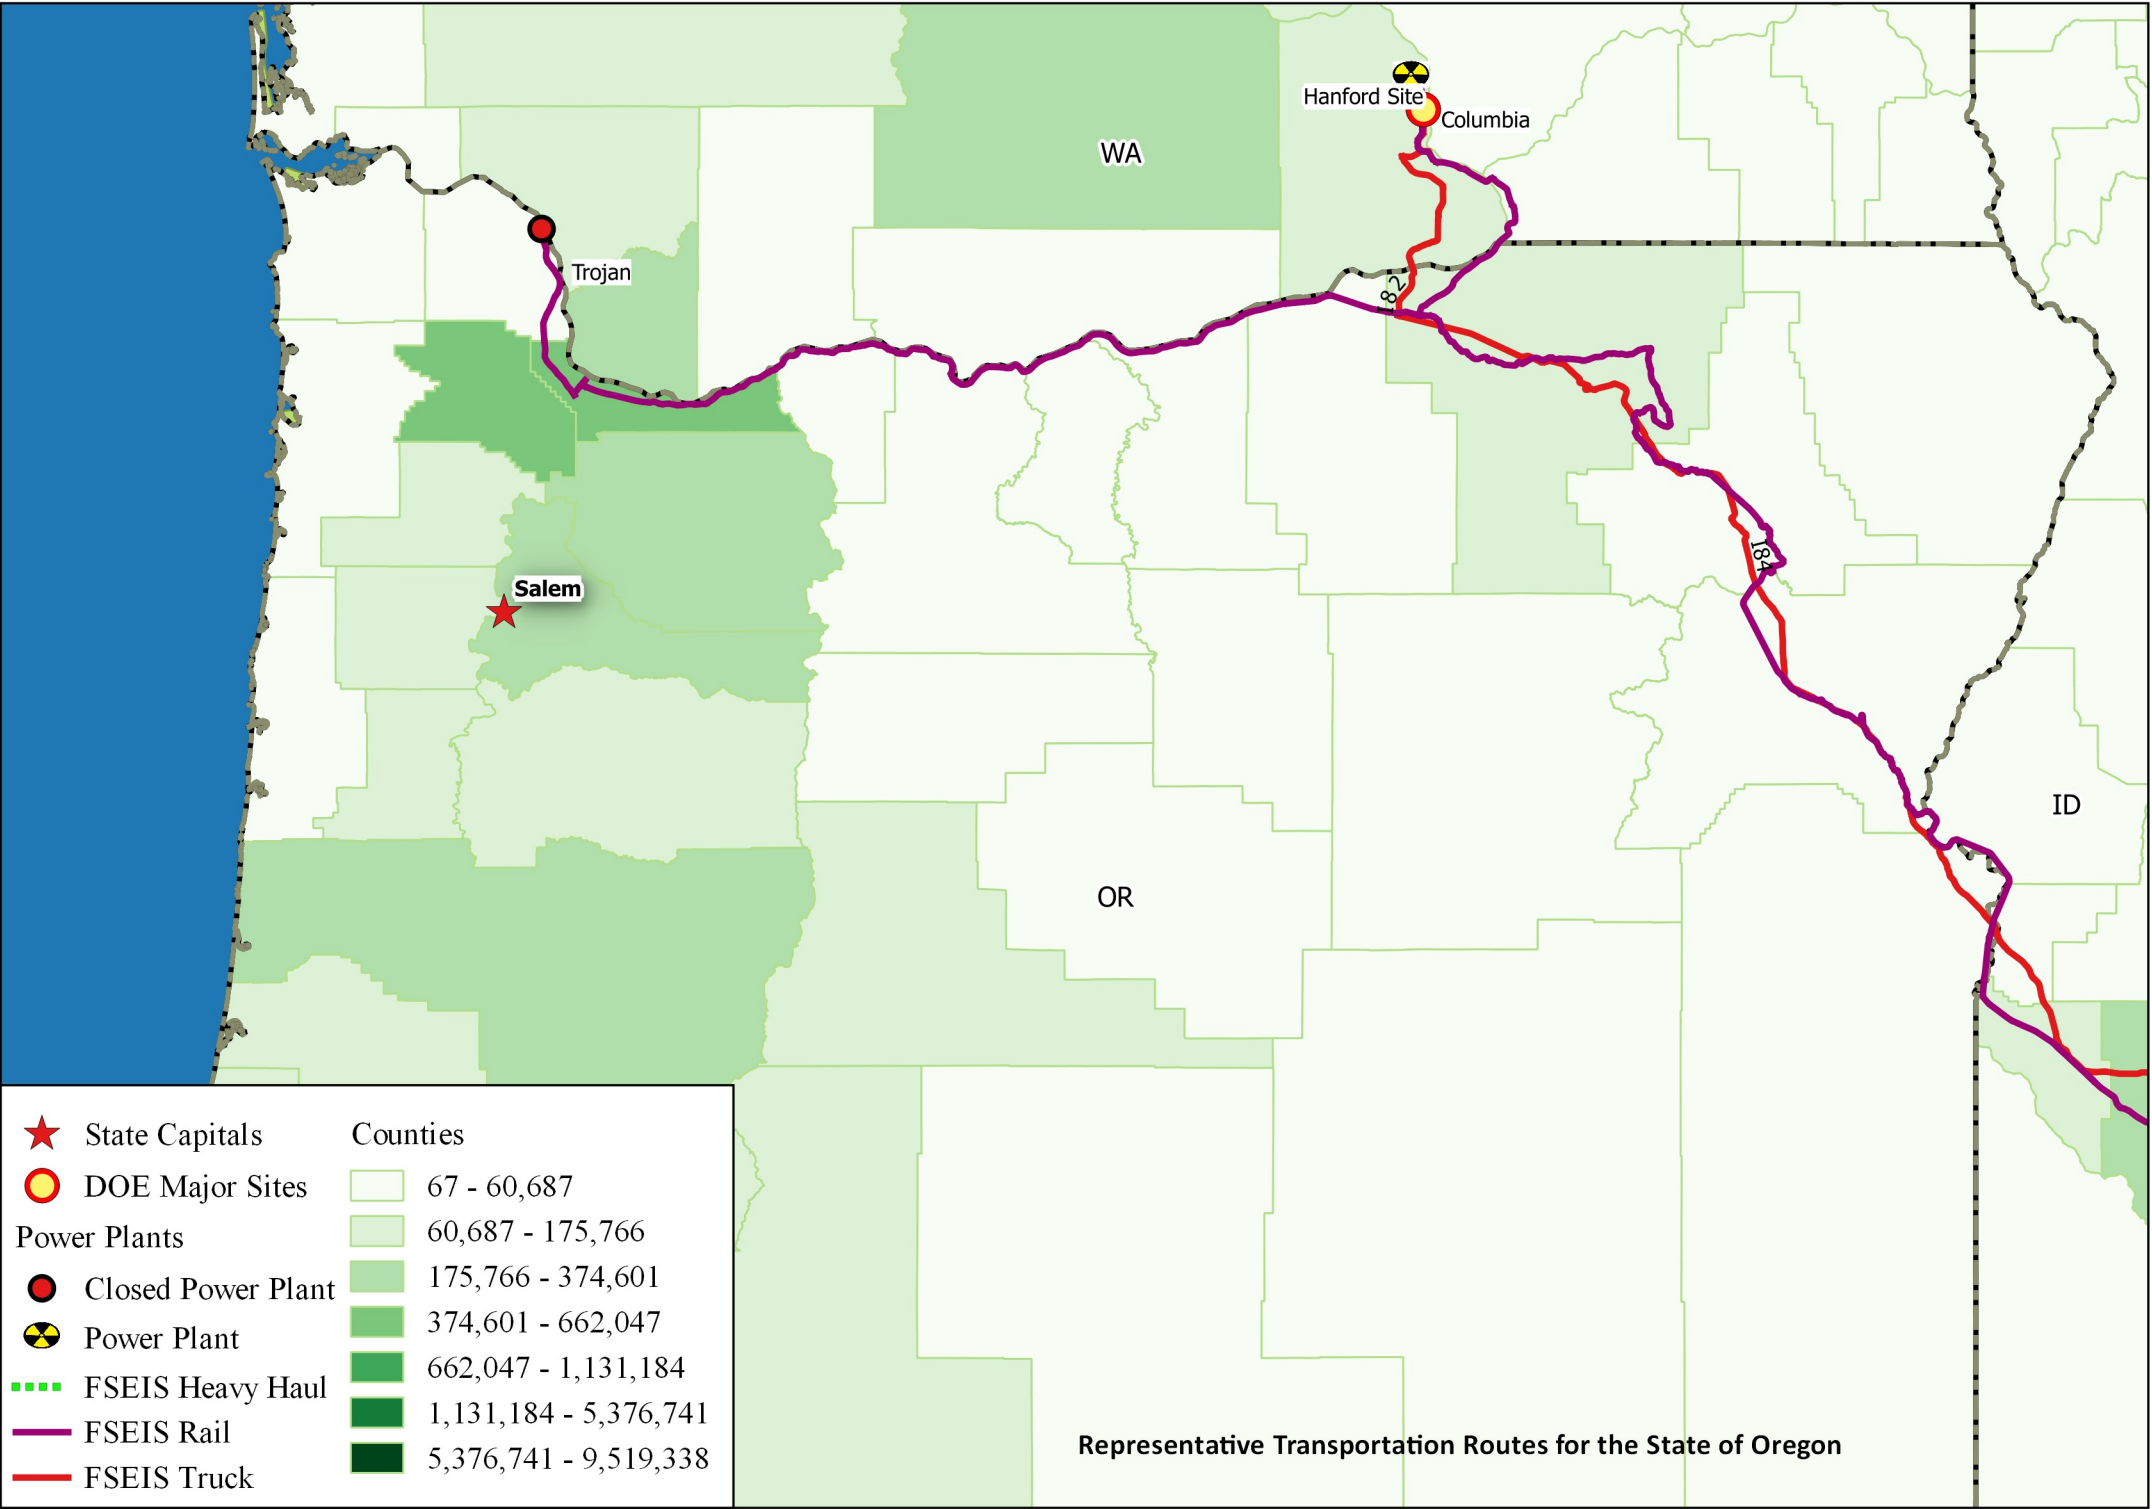 Hanford Site
Columbia
WA
Trojan
I82
Salem
I84
ID
OR
State Capitals
DOE Major Sites
Power Plants
Closed Power Plant
Power Plant
FSEIS Heavy Haul
FSEIS Rail
FSEIS Truck
Counties
67 - 60,687
60,687 - 175,766
175,766 - 374,601
374,601 - 662,047
662,047 - 1,131,184
1,131,184 - 5,376,741
5,376,741 - 9,519,338
Representative Transportation Routes for the State of Oregon